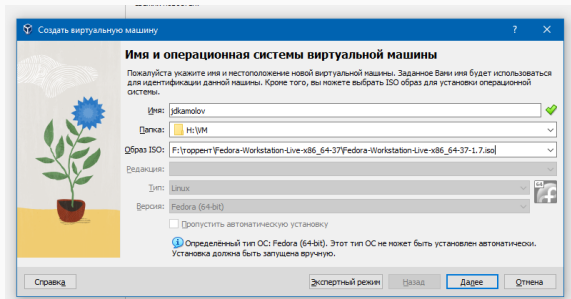 Создать виртуальную машину
Имя и операционная системы виртуальной машины
Пожалуйста укажите имя и местоположение новой виртуальной машины. Заданное Вами имя будет использоваться
для идентификации данной машины. Кроме того, вы можете выбрать ISO образ для установки операционной
системы.
Имя: jdkamolov
Папка: H:\VM
Образ ISO: F:\торрент\Fedora-Workstation-Live-x86_64-37\Fedora-Workstation-Live-x86_64-37-1.7.iso
Редакция:
Тип: Linux
64
Версия: Fedora (64-bit)
Пропустить автоматическую установку
Определённый тип ОС: Fedora (64-bit). Этот тип ОС не может быть установлен автоматически.
Установка должна быть запущена вручную.
Справка Экспертный режим Назад Далее Отмена